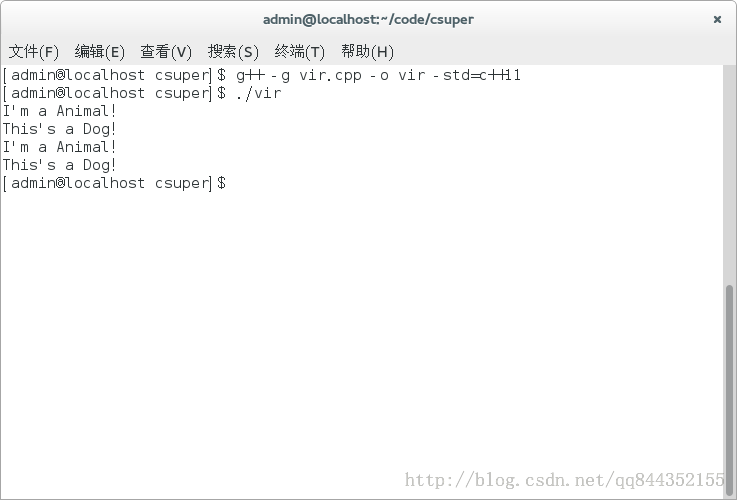 admin@localhost:~/code/csuper ×
文件(F) 编辑(E) 查看(V) 搜索(S) 终端(T) 帮助(H)
[admin@localhost csuper]$ g++ -g vir.cpp -o vir -std=c++11
[admin@localhost csuper]$ ./vir
I'm a Animal!
This's a Dog!
I'm a Animal!
This's a Dog!
[admin@localhost csuper]$
http://blog.csdn.net/qq844352155